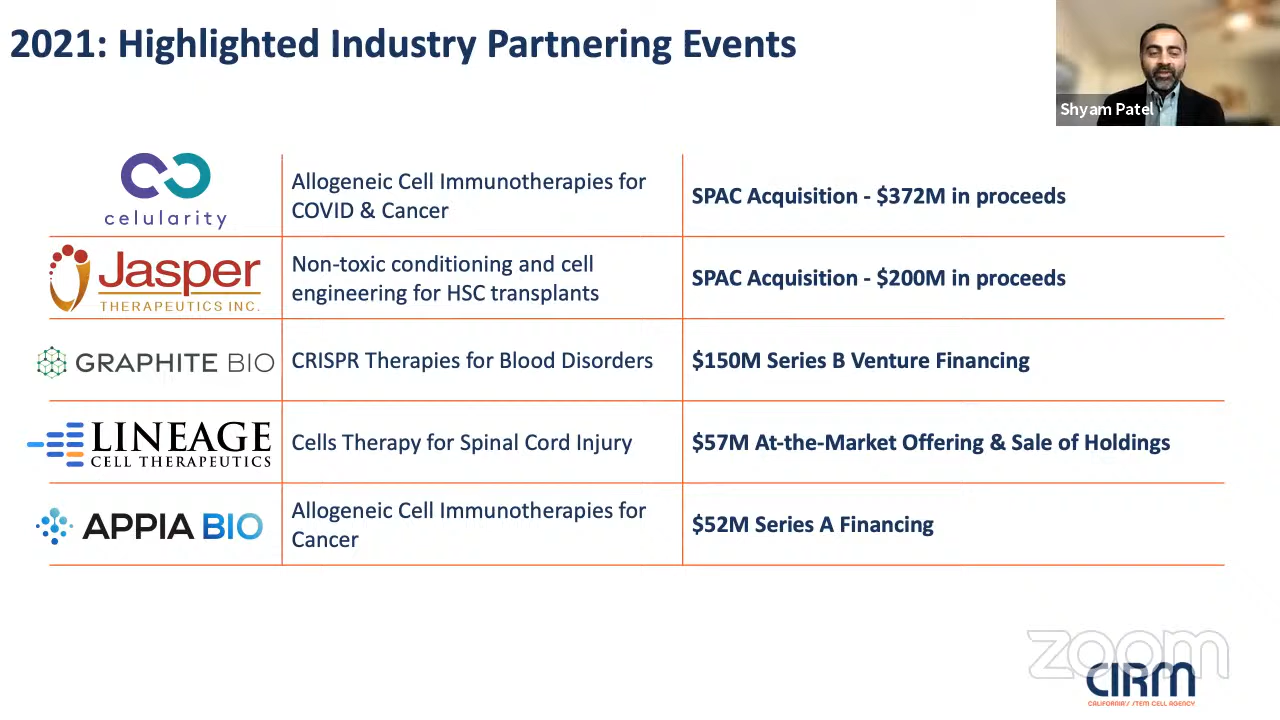 2021: Highlighted Industry Partnering Events
Shyam Patel
celularity
Allogeneic Cell Immunotherapies for
COVID & Cancer
SPAC Acquisition - $372M in proceeds
Jasper
THERAPEUTICS INC.
Non-toxic conditioning and cell
engineering for HSC transplants
SPAC Acquisition - $200M in proceeds
GRAPHITE BIO
CRISPR Therapies for Blood Disorders
$150M Series B Venture Financing
LINEAGE
CELL THERAPEUTICS
Cells Therapy for Spinal Cord Injury
$57M At-the-Market Offering & Sale of Holdings
APPIA BIO
Allogeneic Cell Immunotherapies for
Cancer
$52M Series A Financing
zoom
CIRM
CALIFORNIA'S STEM CELL AGENCY